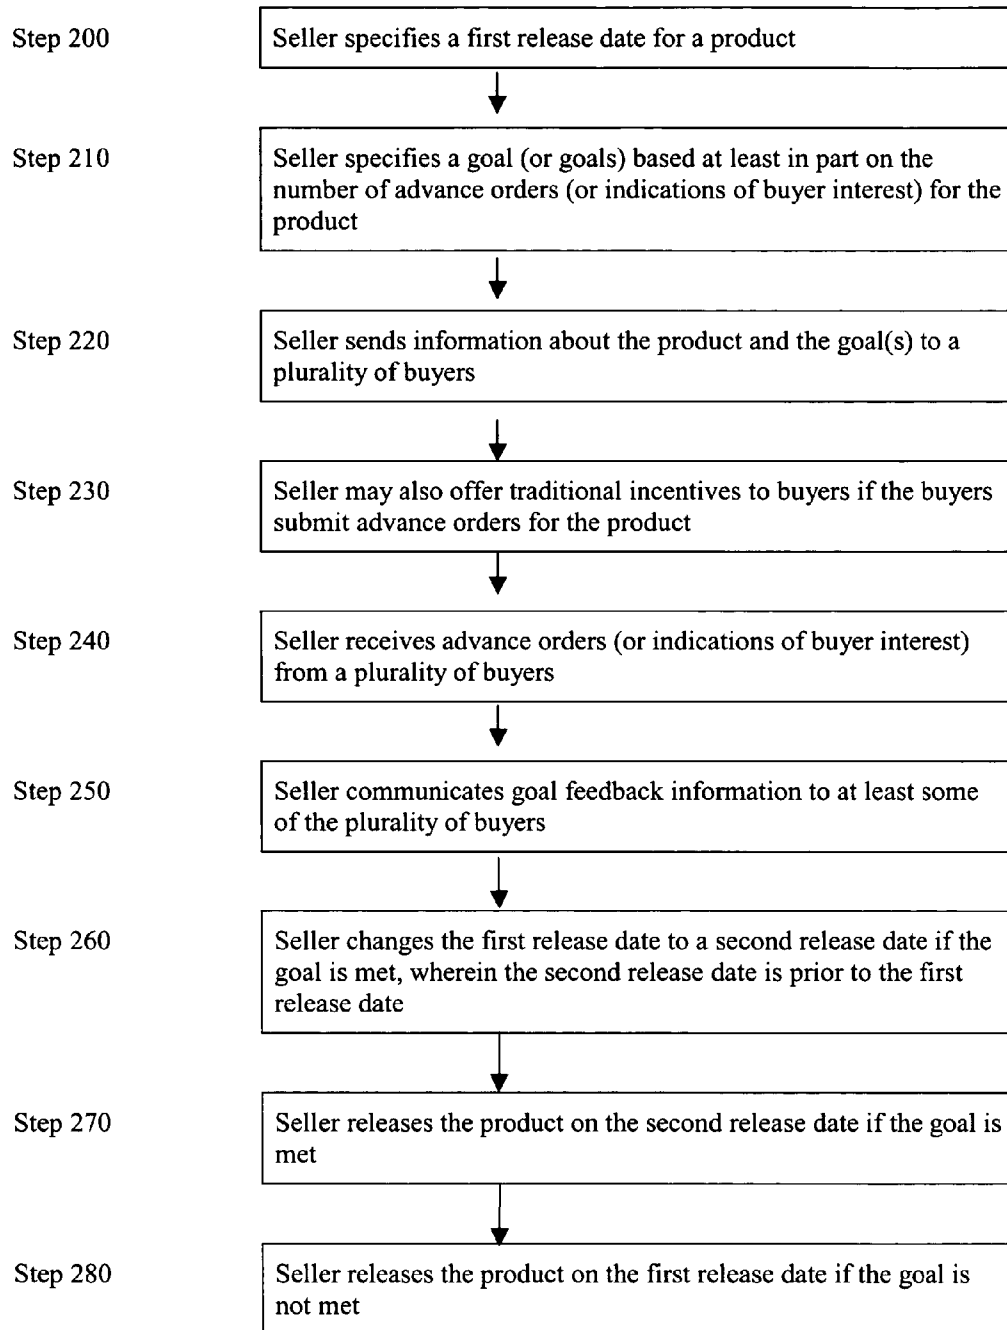 Step 200
Seller specifies a first release date for a product
Step 210
Seller specifies a goal (or goals) based at least in part on the
number of advance orders (or indications of buyer interest) for the
product
Step 220
Seller sends information about the product and the goal(s) to a
plurality of buyers
Step 230
Seller may also offer traditional incentives to buyers if the buyers
submit advance orders for the product
Step 240
Seller receives advance orders (or indications of buyer interest)
from a plurality of buyers
Step 250
Seller communicates goal feedback information to at least some
of the plurality of buyers
Step 260
Seller changes the first release date to a second release date if the
goal is met, wherein the second release date is prior to the first
release date
Step 270
Seller releases the product on the second release date if the goal is
met
Step 280
Seller releases the product on the first release date if the goal is
not met